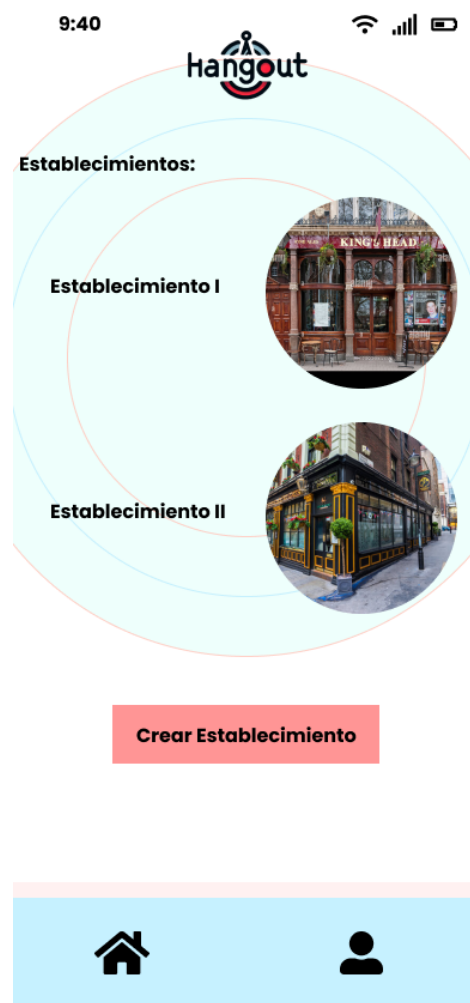 9:40
Hangout
Establecimientos:
KING'S HEAD
Establecimiento I
Establecimiento II
Crear Establecimiento